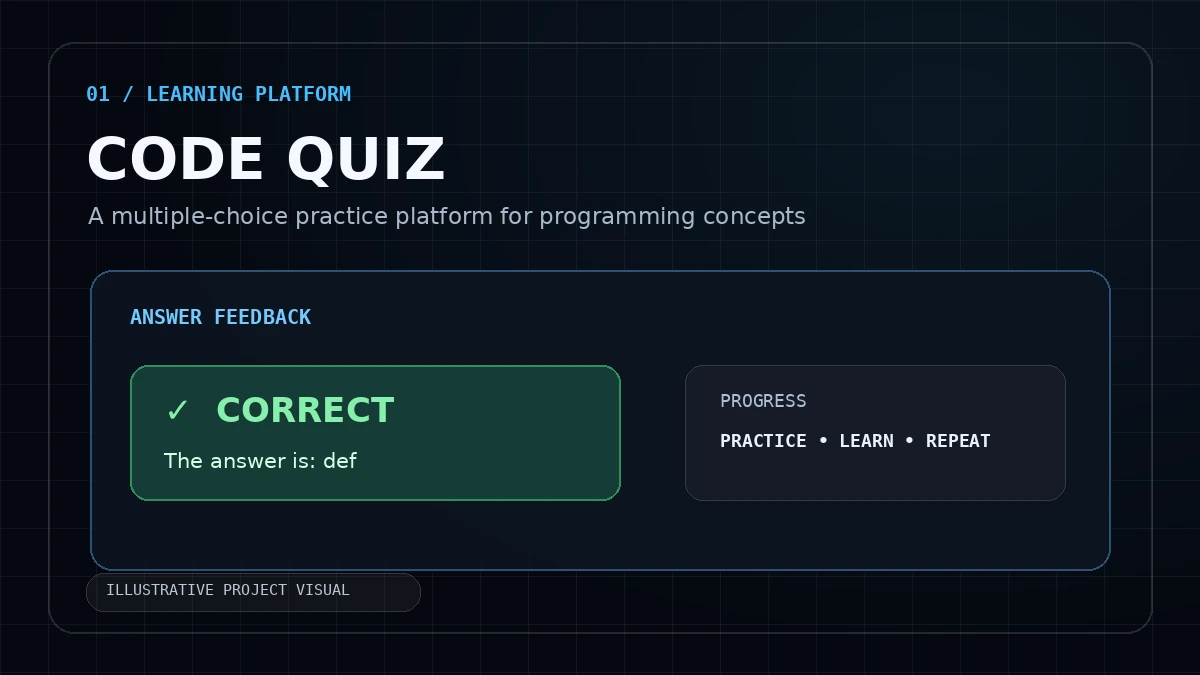 01 / LEARNING PLATFORM
CODE QUIZ
A multiple-choice practice platform for programming concepts
ANSWER FEEDBACK
✓ CORRECT
The answer is: def
PROGRESS
PRACTICE • LEARN • REPEAT
ILLUSTRATIVE PROJECT VISUAL